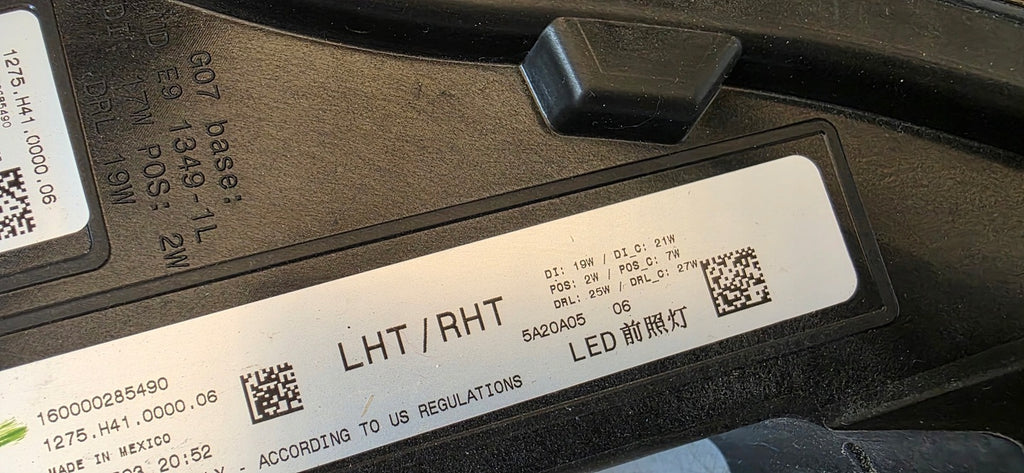 1275.H41.0000.06
G07 base:
E9 1349-1L
17W POS: 2W
DRL 19W
160000285490
1275.H41.0000.06
MADE IN MEXICO
20:52
- ACCORDING TO US REGULATIONS
LHT/RHT
DI: 19W / DI_C: 21W
POS: 2W / POS_C: 7W
DRL: 25W / DRL_C: 27W
5A20A05 06
LED 前照灯